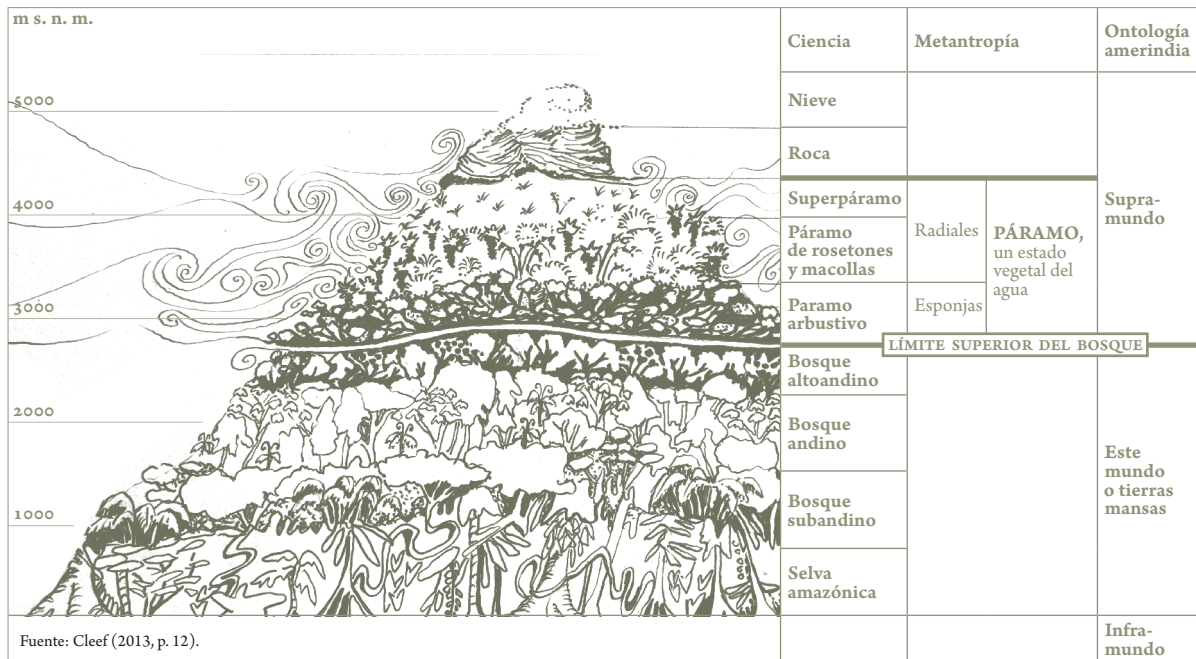 m s. n. m.
5000
4000
3000
2000
1000
Ciencia
Metantropía
Ontología
amerindia
Nieve
Roca
Superpáramo
Páramo
de rosetones
y macollas
Paramo
arbustivo
Radiales
Esponjas
PÁRAMO,
un estado
vegetal del
agua
Supra-
mundo
LÍMITE SUPERIOR DEL BOSQUE
Bosque
altoandino
Bosque
andino
Bosque
subandino
Selva
amazónica
Este
mundo
o tierras
mansas
Infra-
mundo
Fuente: Cleef (2013, p. 12).